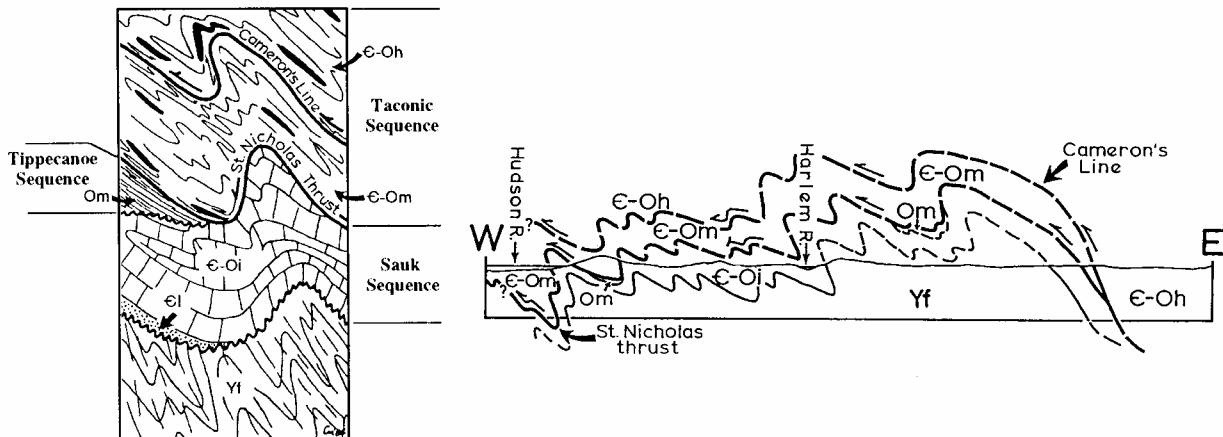 Є-Oh
Cameron's Line
Taconic
Sequence
St. Nicholas Thrust
Tippecanoe
Sequence
Om
Є-Om
Є-Oi
Sauk
Sequence
Єl
Yf
W
Hudson R.
?
Є-Oh
Є-Om
Harlem R.
Є-Om
Om
Cameron's
Line
E
Є-Om
?
Om
Є-Oi
Yf
Є-Oh
St. Nicholas
thrust